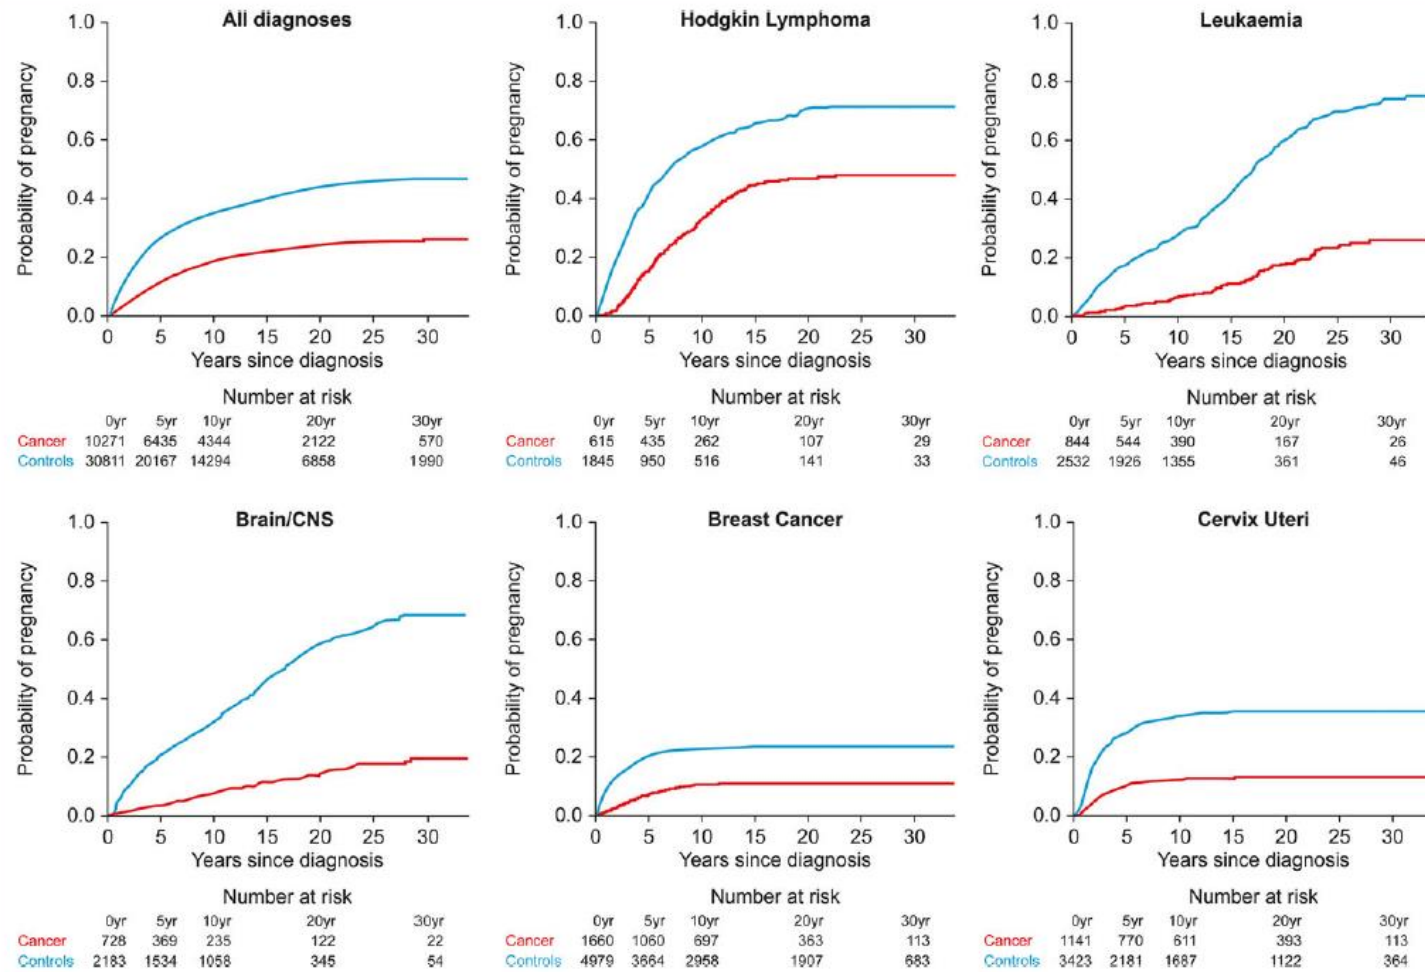 All diagnoses
Probability of pregnancy
1.0
0.8
0.6
0.4
0.2
0.0
0 5 10 15 20 25 30
Years since diagnosis
Number at risk
0yr 5yr 10yr 20yr 30yr
Cancer 10271 6435 4344 2122 570
Controls 30811 20167 14294 6858 1990
Hodgkin Lymphoma
Probability of pregnancy
1.0
0.8
0.6
0.4
0.2
0.0
0 5 10 15 20 25 30
Years since diagnosis
Number at risk
0yr 5yr 10yr 20yr 30yr
Cancer 615 435 262 107 29
Controls 1845 950 516 141 33
Leukaemia
Probability of pregnancy
1.0
0.8
0.6
0.4
0.2
0.0
0 5 10 15 20 25 30
Years since diagnosis
Number at risk
0yr 5yr 10yr 20yr 30yr
Cancer 844 544 390 167 26
Controls 2532 1926 1355 361 46
Brain/CNS
Probability of pregnancy
1.0
0.8
0.6
0.4
0.2
0.0
0 5 10 15 20 25 30
Years since diagnosis
Number at risk
0yr 5yr 10yr 20yr 30yr
Cancer 728 369 235 122 22
Controls 2183 1534 1058 345 54
Breast Cancer
Probability of pregnancy
1.0
0.8
0.6
0.4
0.2
0.0
0 5 10 15 20 25 30
Years since diagnosis
Number at risk
0yr 5yr 10yr 20yr 30yr
Cancer 1660 1060 697 363 113
Controls 4979 3664 2958 1907 683
Cervix Uteri
Probability of pregnancy
1.0
0.8
0.6
0.4
0.2
0.0
0 5 10 15 20 25 30
Years since diagnosis
Number at risk
0yr 5yr 10yr 20yr 30yr
Cancer 1141 770 611 393 113
Controls 3423 2181 1687 1122 364